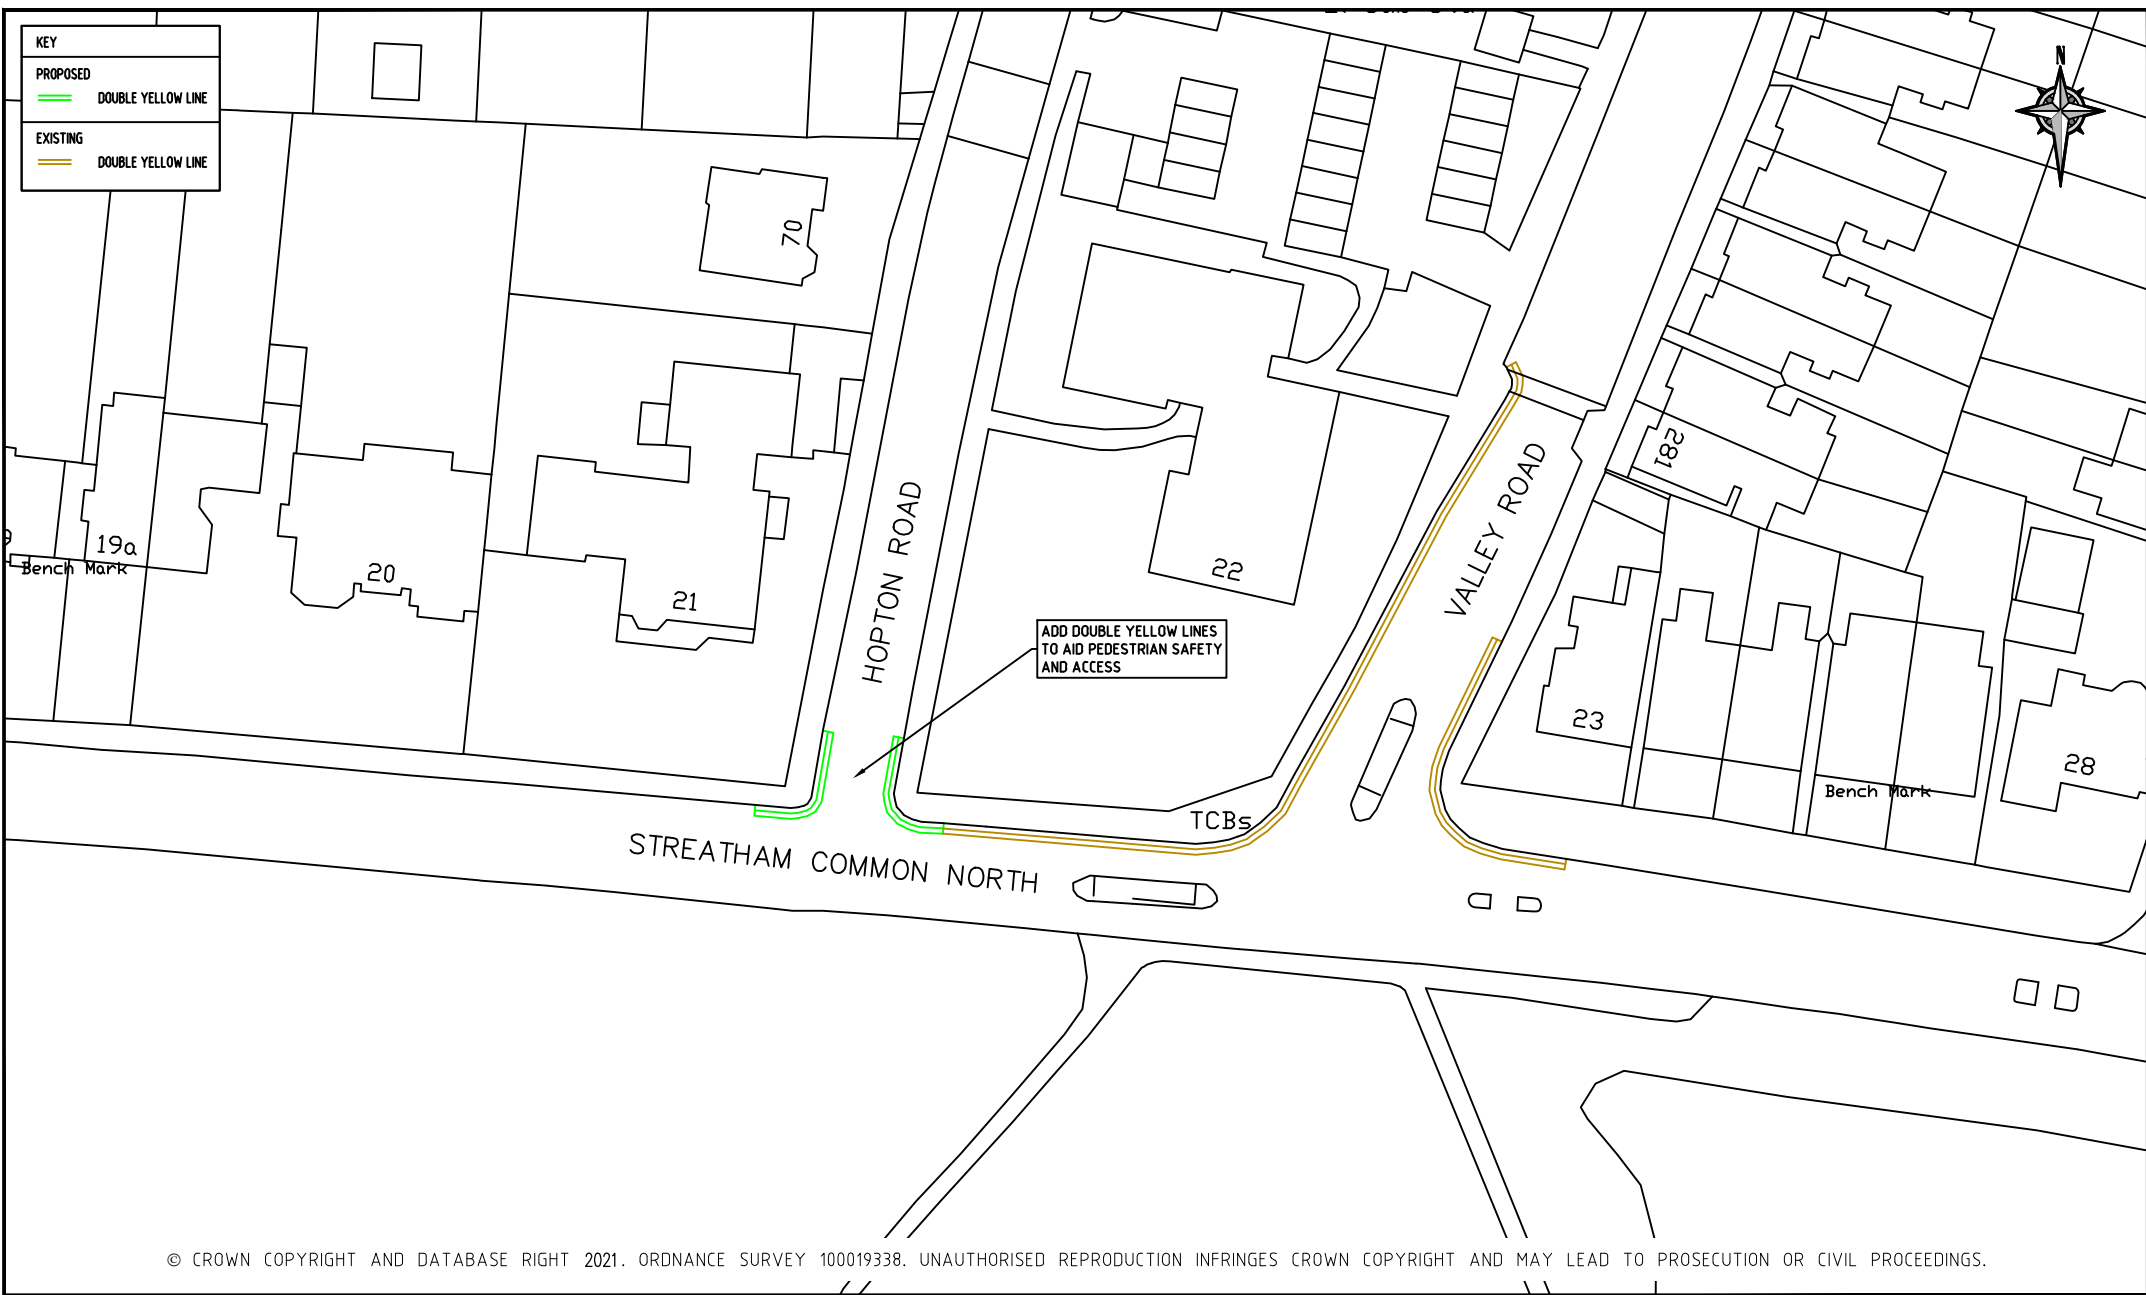 KEY
PROPOSED
DOUBLE YELLOW LINE
EXISTING
DOUBLE YELLOW LINE
N
70
281
19a
Bench Mark
20
21
22
HOPTON ROAD
VALLEY ROAD
ADD DOUBLE YELLOW LINES
TO AID PEDESTRIAN SAFETY
AND ACCESS
23
28
Bench Mark
TCBs
STREATHAM COMMON NORTH
© CROWN COPYRIGHT AND DATABASE RIGHT 2021. ORDNANCE SURVEY 100019338. UNAUTHORISED REPRODUCTION INFRINGES CROWN COPYRIGHT AND MAY LEAD TO PROSECUTION OR CIVIL PROCEEDINGS.